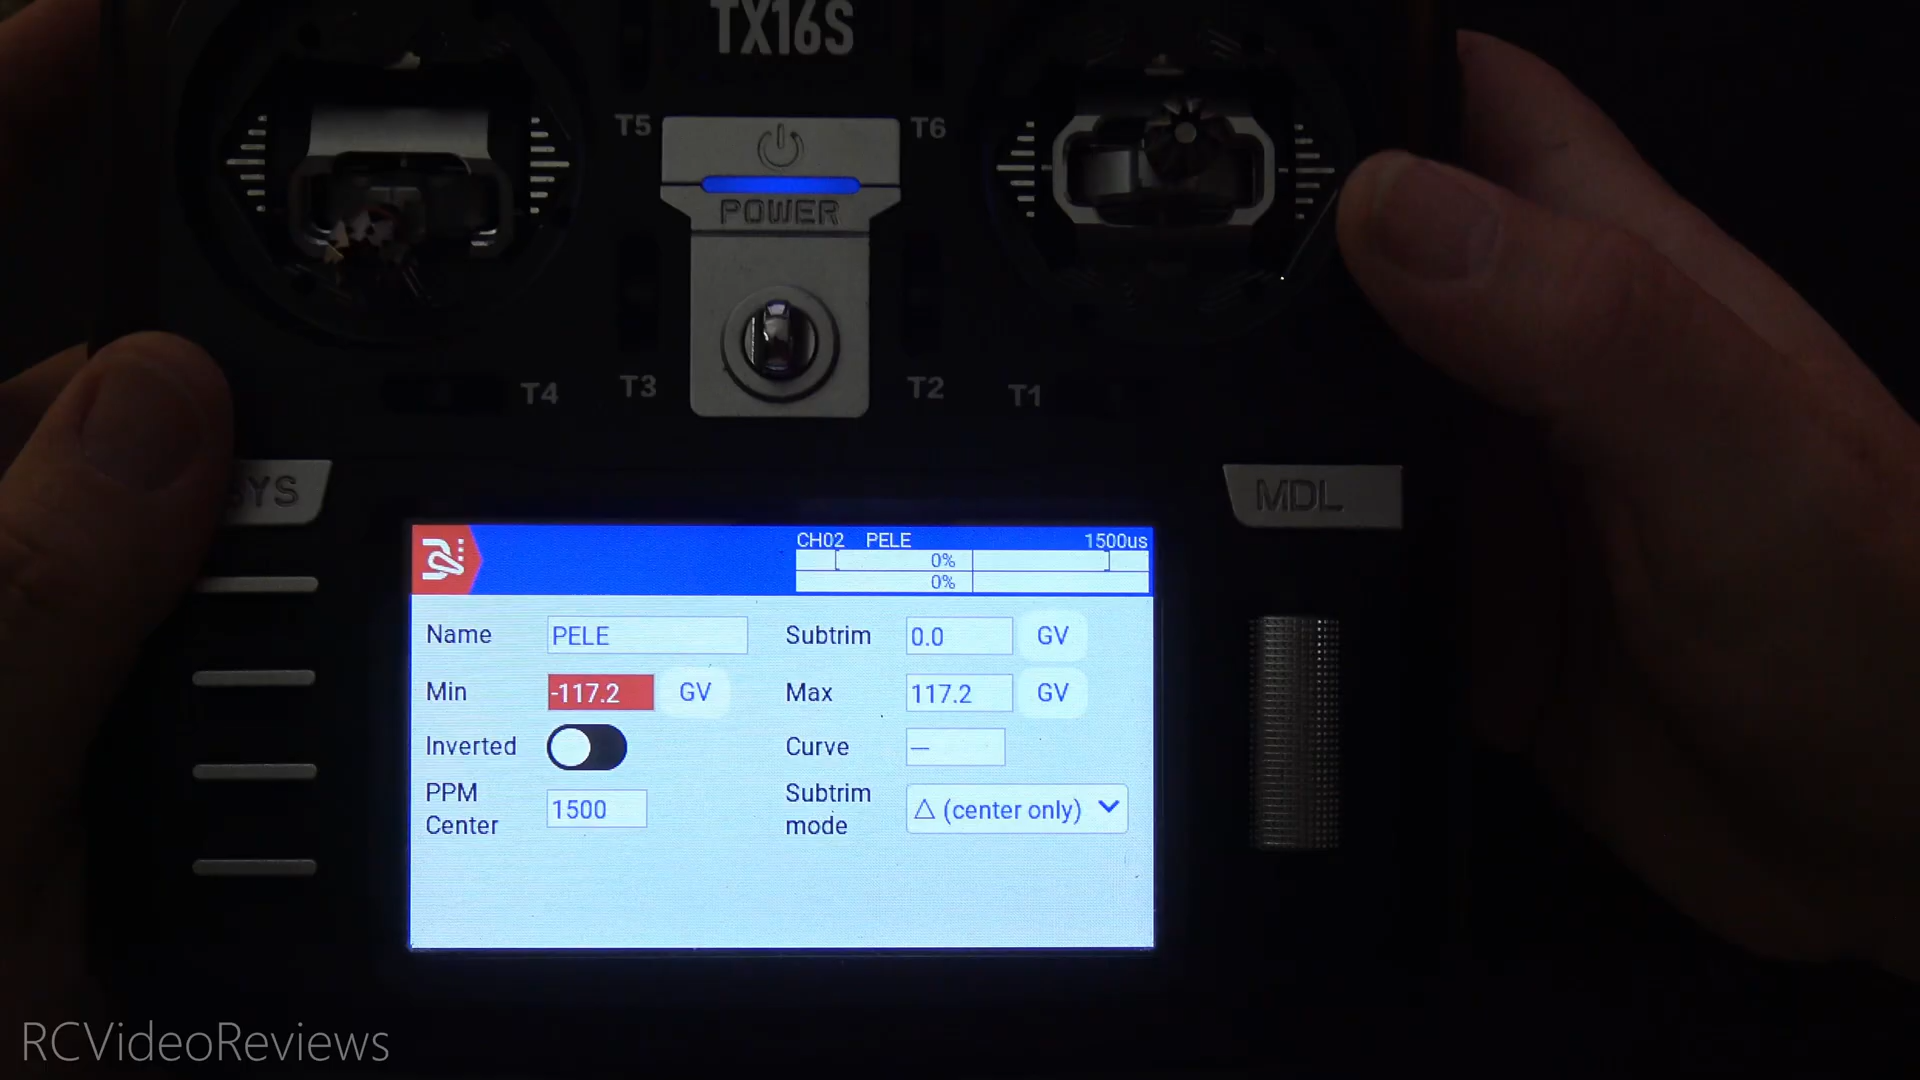 TX16S
T5
T6
POWER
T4
T3
T2
T1
SYS
MDL
CH02 PELE 1500us
0%
0%
Name PELE Subtrim 0.0 GV
Min -117.2 GV Max 117.2 GV
Inverted Curve —
PPM Center 1500 Subtrim mode △ (center only)
RCVideoReviews